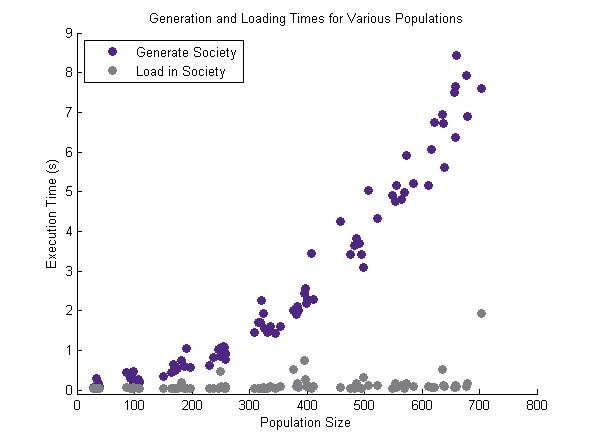 Generation and Loading Times for Various Populations
9
8
7
6
5
4
3
2
1
0
Execution Time (s)
Generate Society
Load in Society
0 100 200 300 400 500 600 700 800
Population Size